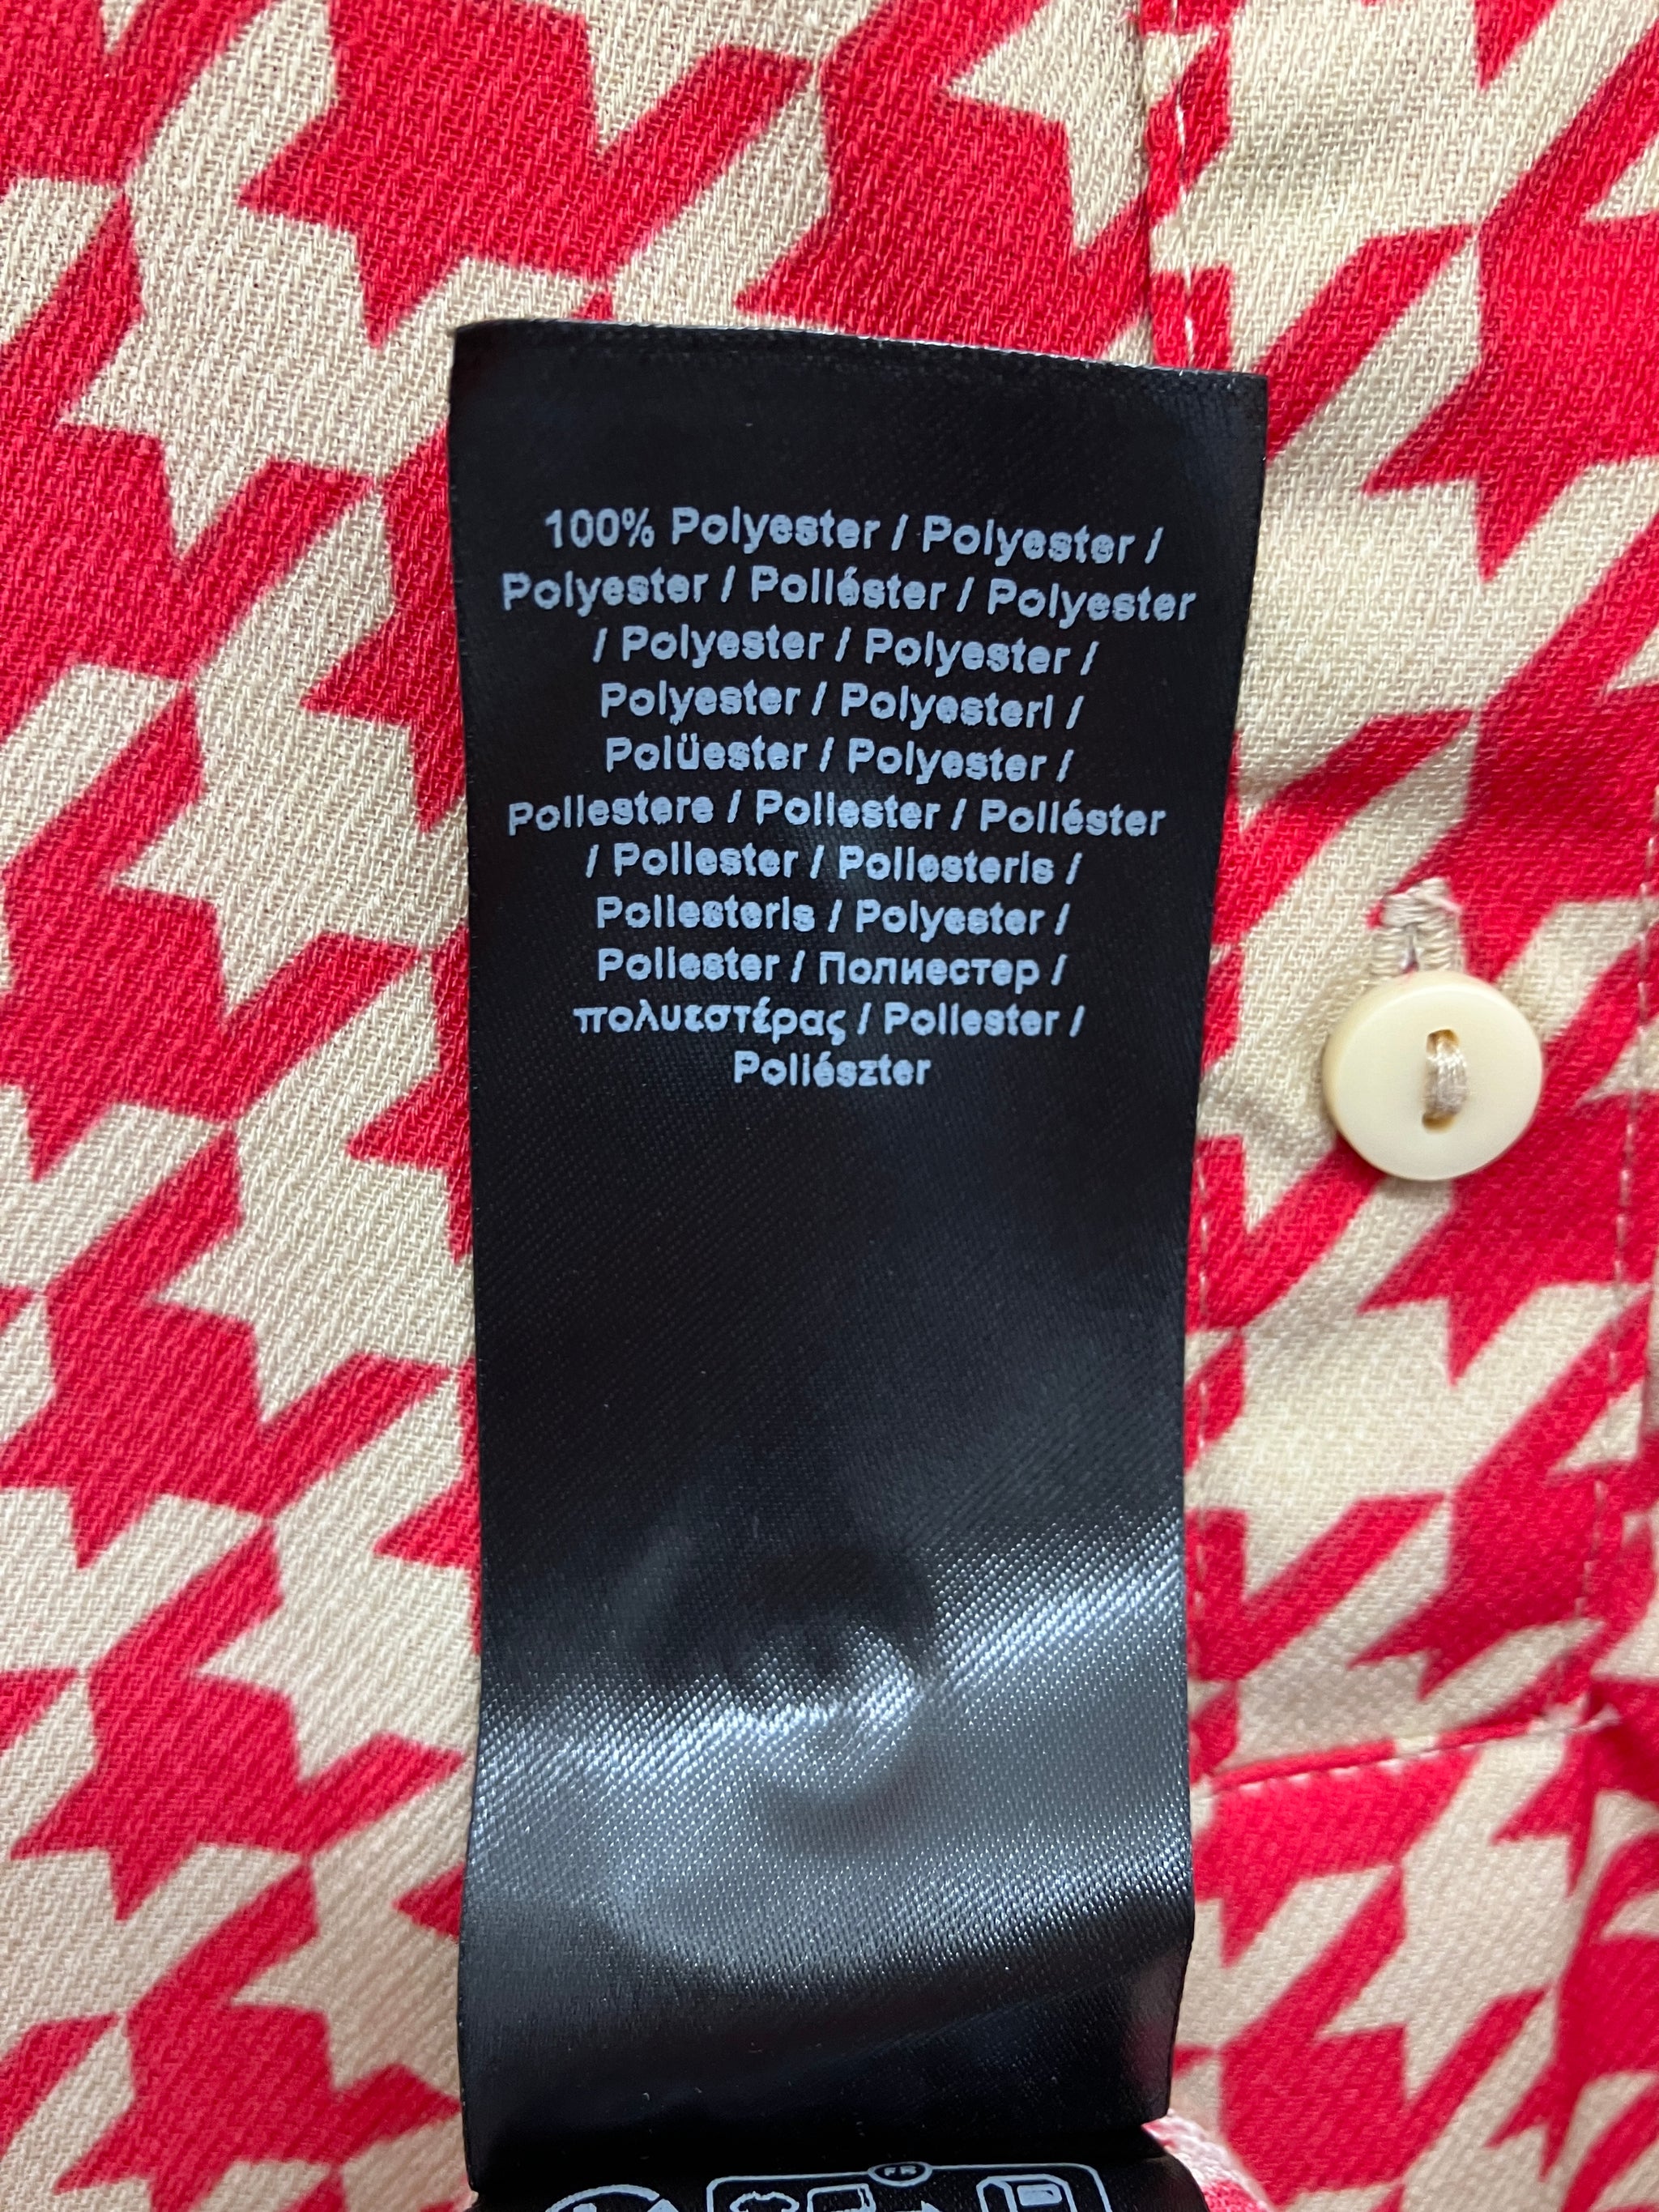 100% Polyester / Polyester /
Polyester / Poliéster / Polyester
/ Polyester / Polyester /
Polyester / Polyesteri /
Polüester / Polyester /
Poliestere / Poliester / Poliéster
/ Poliester / Poliesteris /
Poliesteris / Polyester /
Poliester / Полиестер /
πολυεστέρας / Poliester /
Poliészter
FR